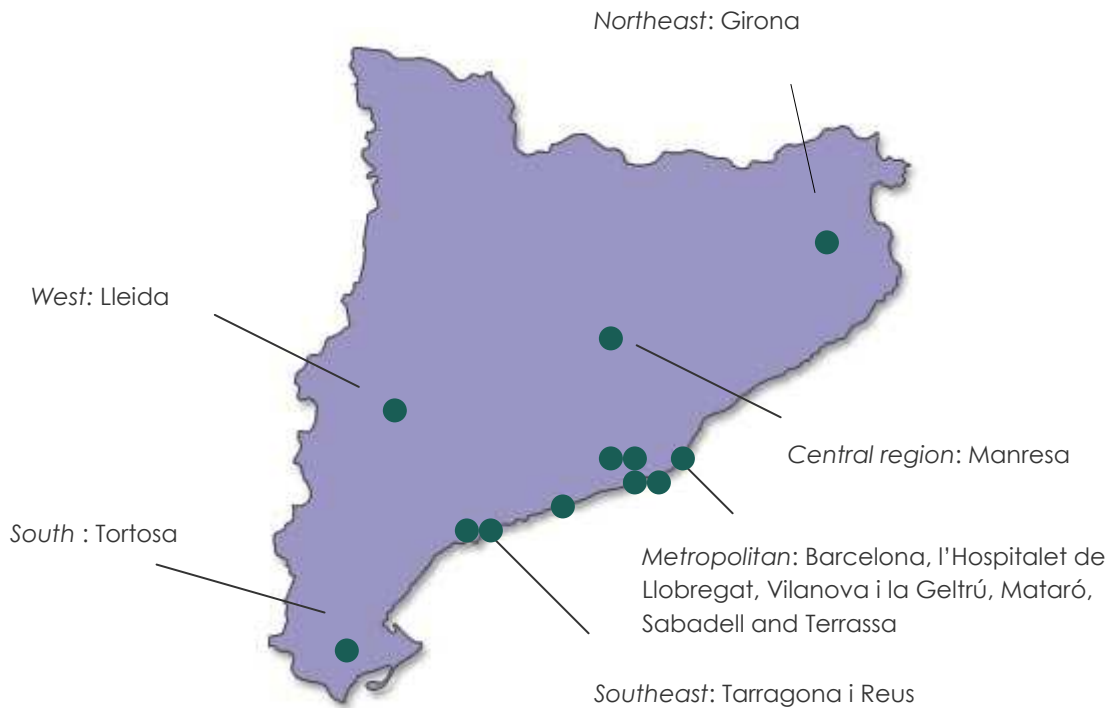 Northeast: Girona
West: Lleida
Central region: Manresa
South : Tortosa
Metropolitan: Barcelona, l’Hospitalet de
Llobregat, Vilanova i la Geltrú, Mataró,
Sabadell and Terrassa
Southeast: Tarragona i Reus